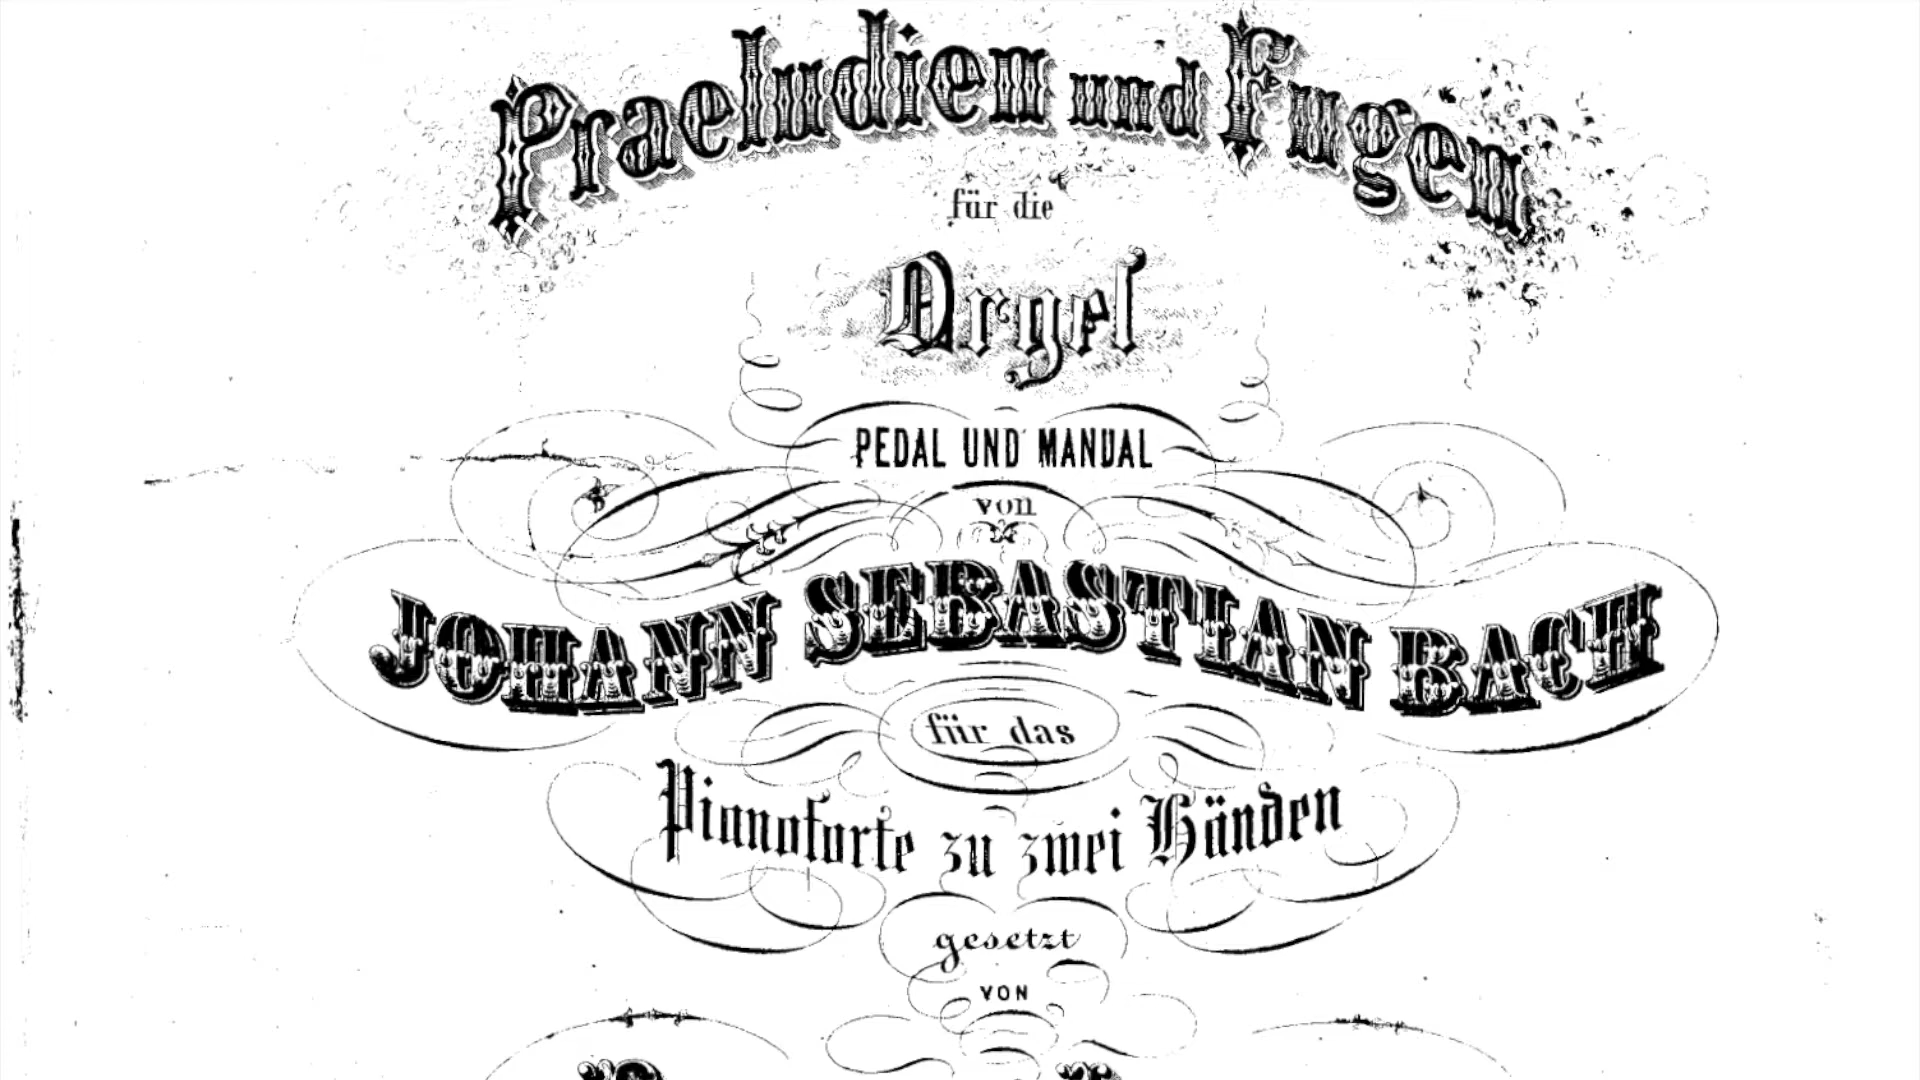 Praeludien und Fugen
für die
Orgel
PEDAL UND MANUAL
von
JOHANN SEBASTIAN BACH
für das
Pianoforte zu zwei Händen
gesetzt
VON